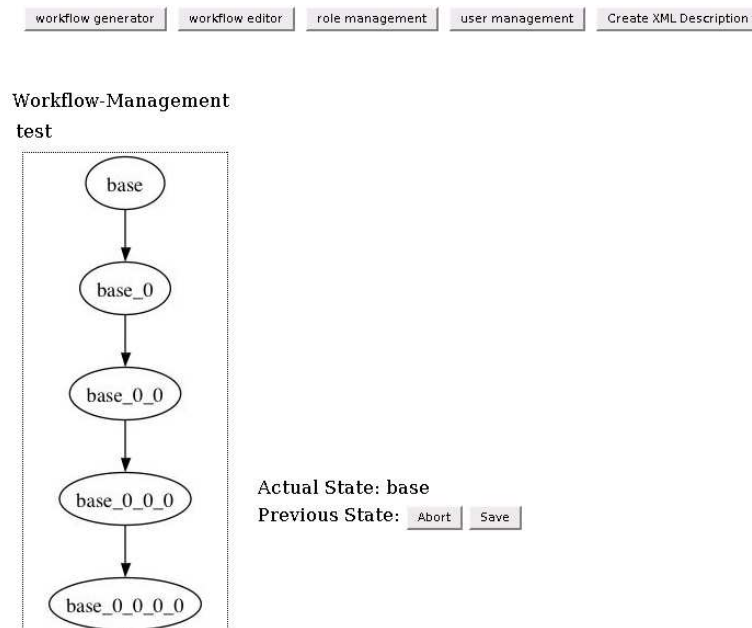 workflow generator workflow editor role management user management Create XML Description
Workflow-Management
test
base
base_0
base_0_0
base_0_0_0
Actual State: base
Previous State: Abort Save
base_0_0_0_0